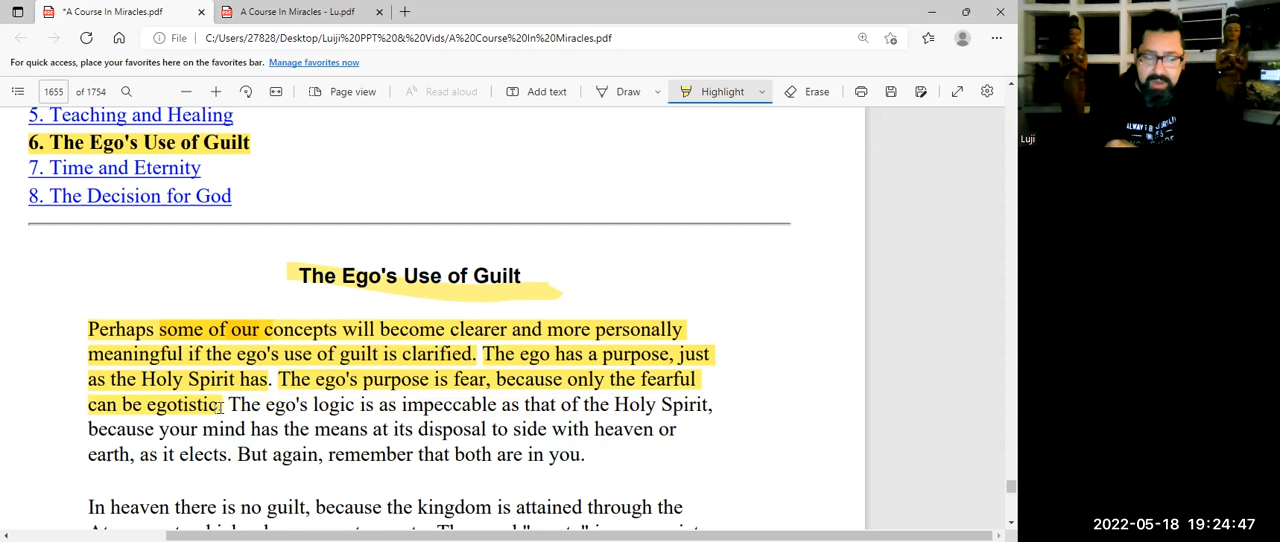 *A Course In Miracles.pdf
A Course In Miracles - Lu.pdf
File
C:/Users/27828/Desktop/Luiji%20PPT%20&%20Vids/A%20Course%20In%20Miracles.pdf
For quick access, place your favorites here on the favorites bar. Manage favorites now
1655 of 1754
Page view
Read aloud
Add text
Draw
Highlight
Erase
5. Teaching and Healing
6. The Ego's Use of Guilt
7. Time and Eternity
8. The Decision for God
The Ego's Use of Guilt
Perhaps some of our concepts will become clearer and more personally
meaningful if the ego's use of guilt is clarified. The ego has a purpose, just
as the Holy Spirit has. The ego's purpose is fear, because only the fearful
can be egotistic. The ego's logic is as impeccable as that of the Holy Spirit,
because your mind has the means at its disposal to side with heaven or
earth, as it elects. But again, remember that both are in you.
In heaven there is no guilt, because the kingdom is attained through the
Luji
ALWAYS
2022-05-18 19:24:47